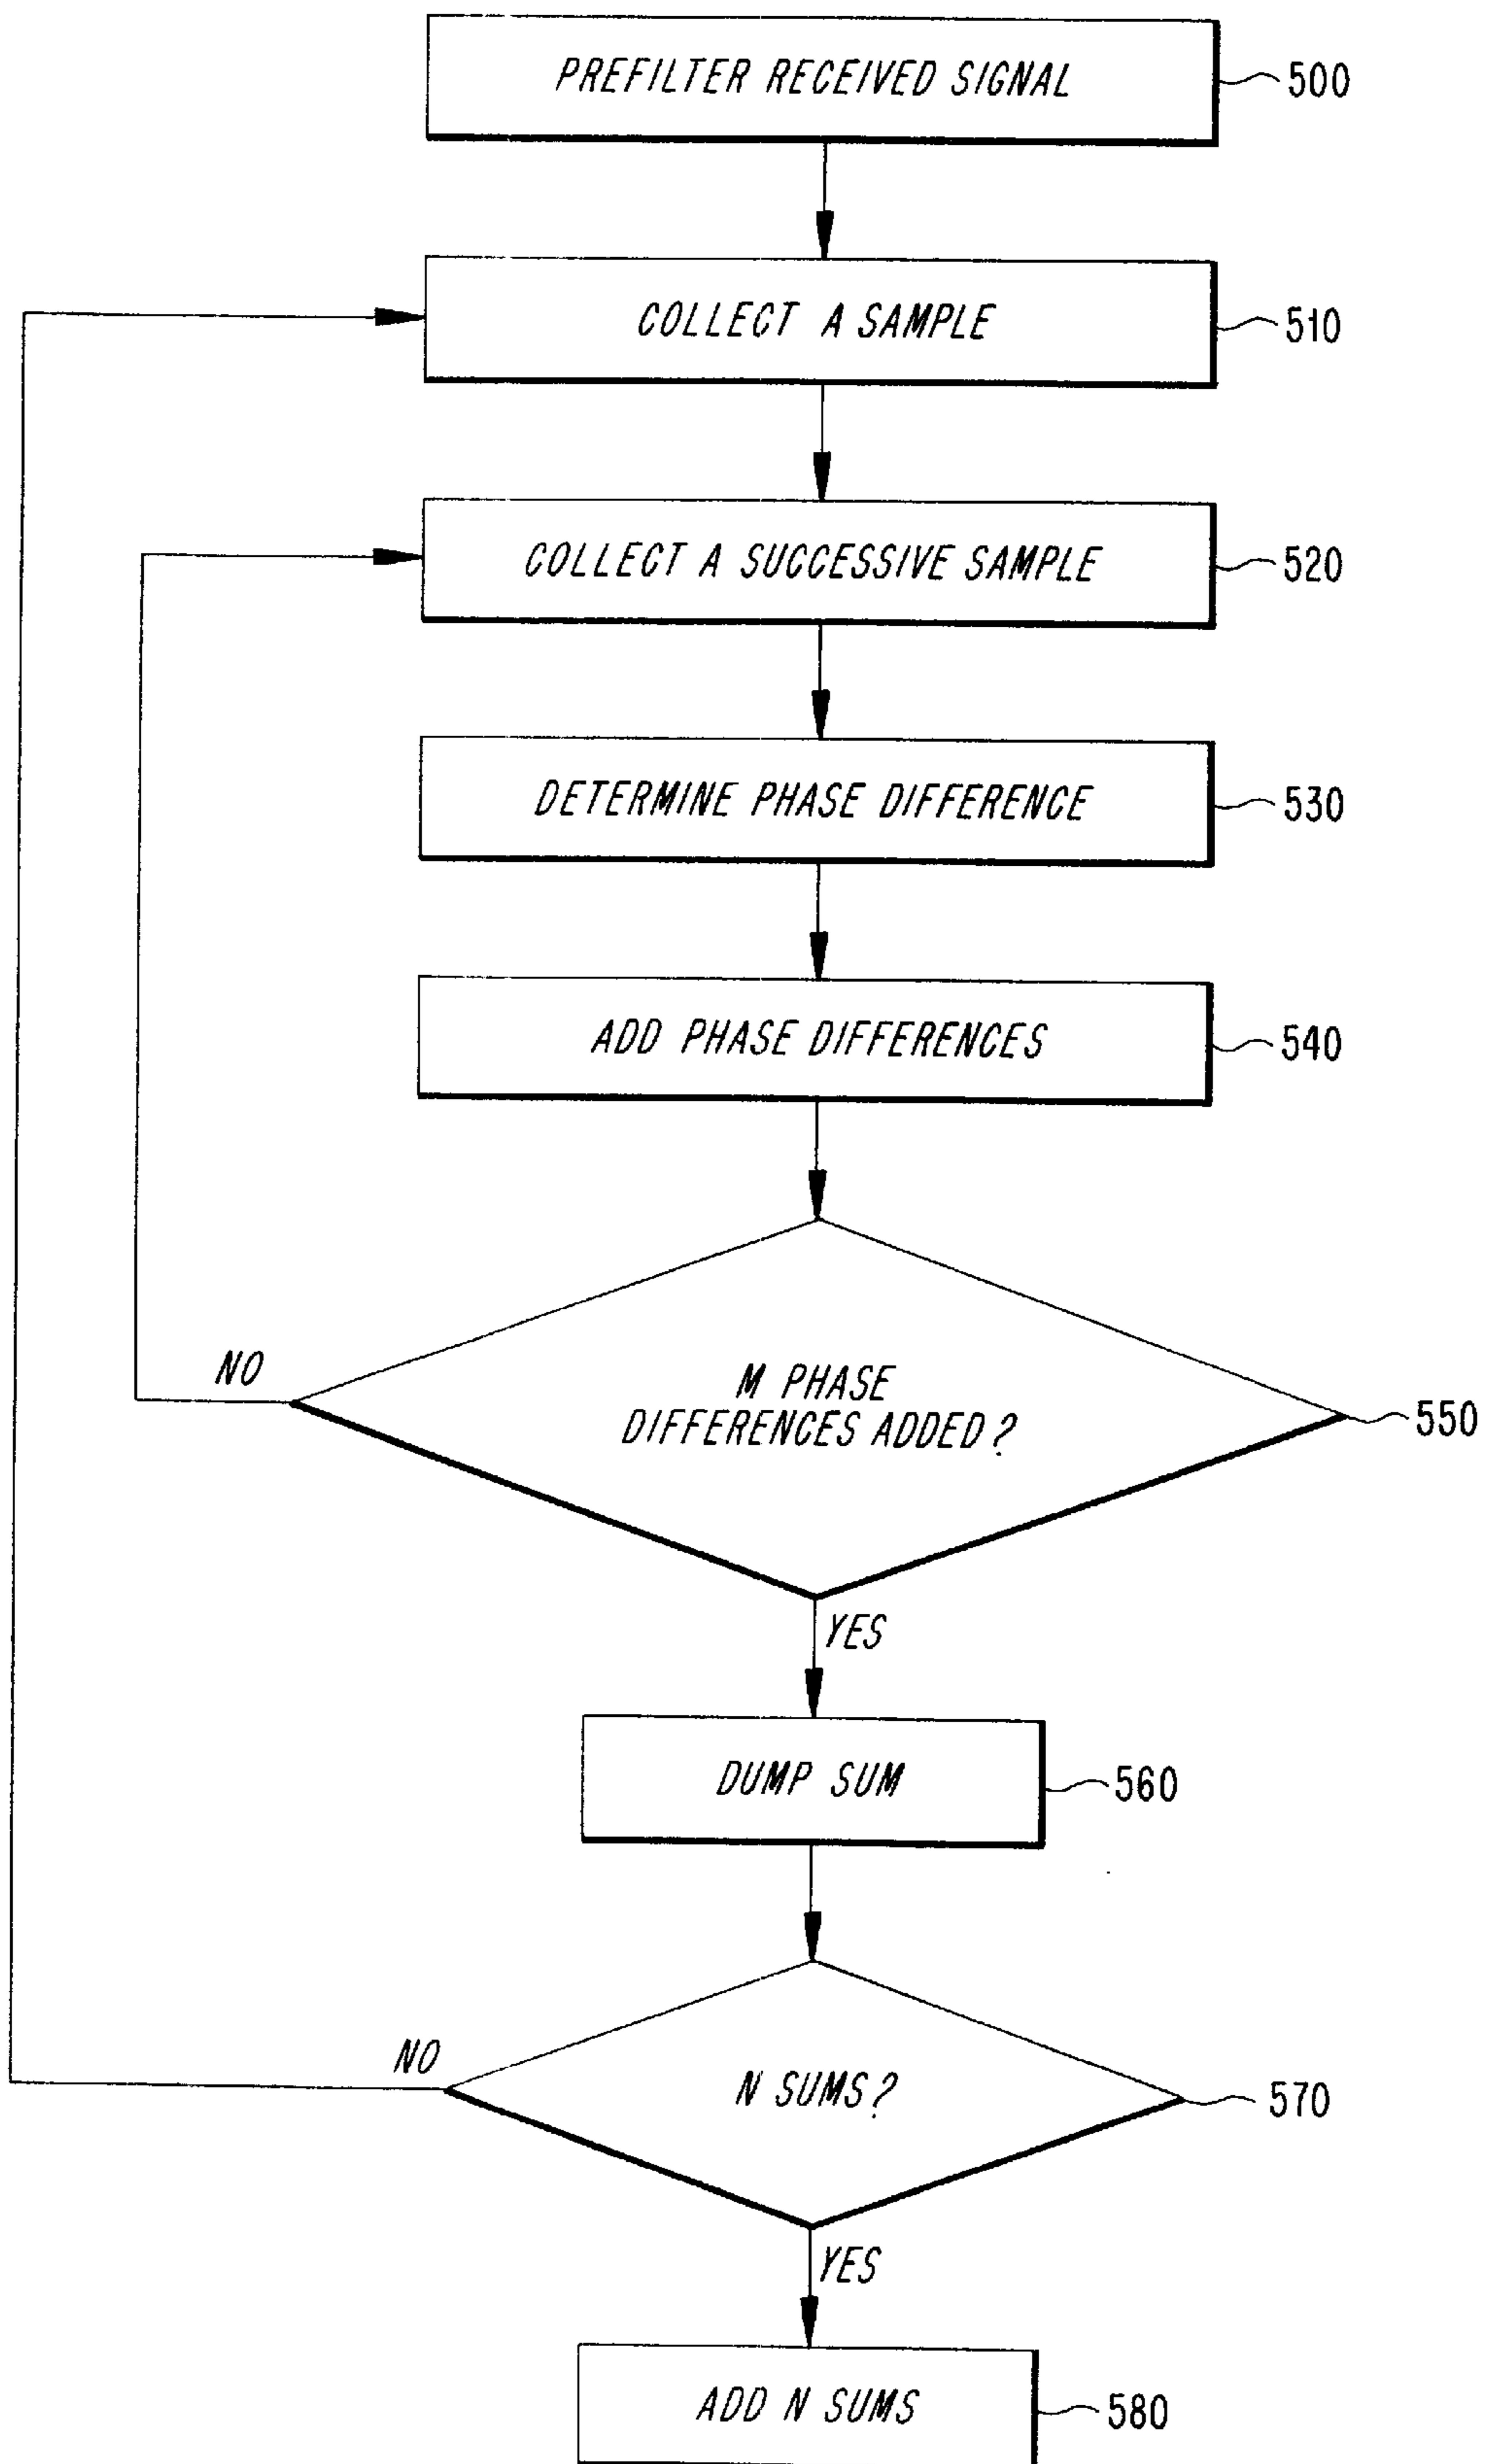 PREFILTER RECEIVED SIGNAL
500
COLLECT A SAMPLE
510
COLLECT A SUCCESSIVE SAMPLE
520
DETERMINE PHASE DIFFERENCE
530
ADD PHASE DIFFERENCES
540
NO
M PHASE
DIFFERENCES ADDED?
550
YES
DUMP SUM
560
NO
N SUMS?
570
YES
ADD N SUMS
580